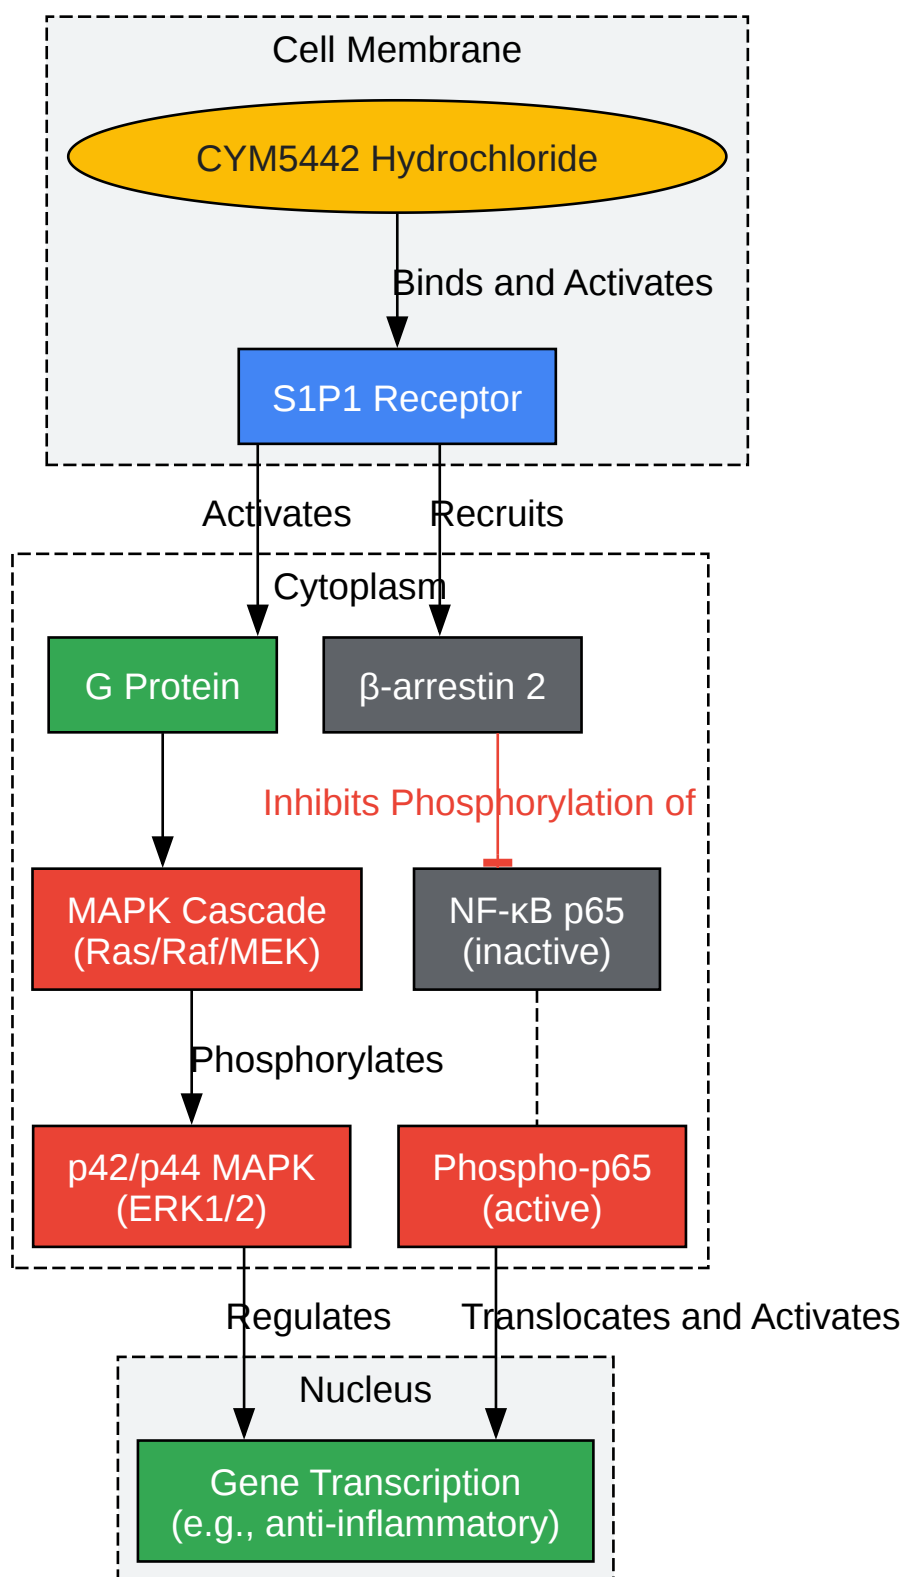 Cell Membrane
CYM5442 Hydrochloride
Binds and Activates
S1P1 Receptor
Activates
Recruits
Cytoplasm
G Protein
β-arrestin 2
Inhibits Phosphorylation of
MAPK Cascade
(Ras/Raf/MEK)
NF-κB p65
(inactive)
Phosphorylates
p42/p44 MAPK
(ERK1/2)
Phospho-p65
(active)
Regulates
Translocates and Activates
Nucleus
Gene Transcription
(e.g., anti-inflammatory)